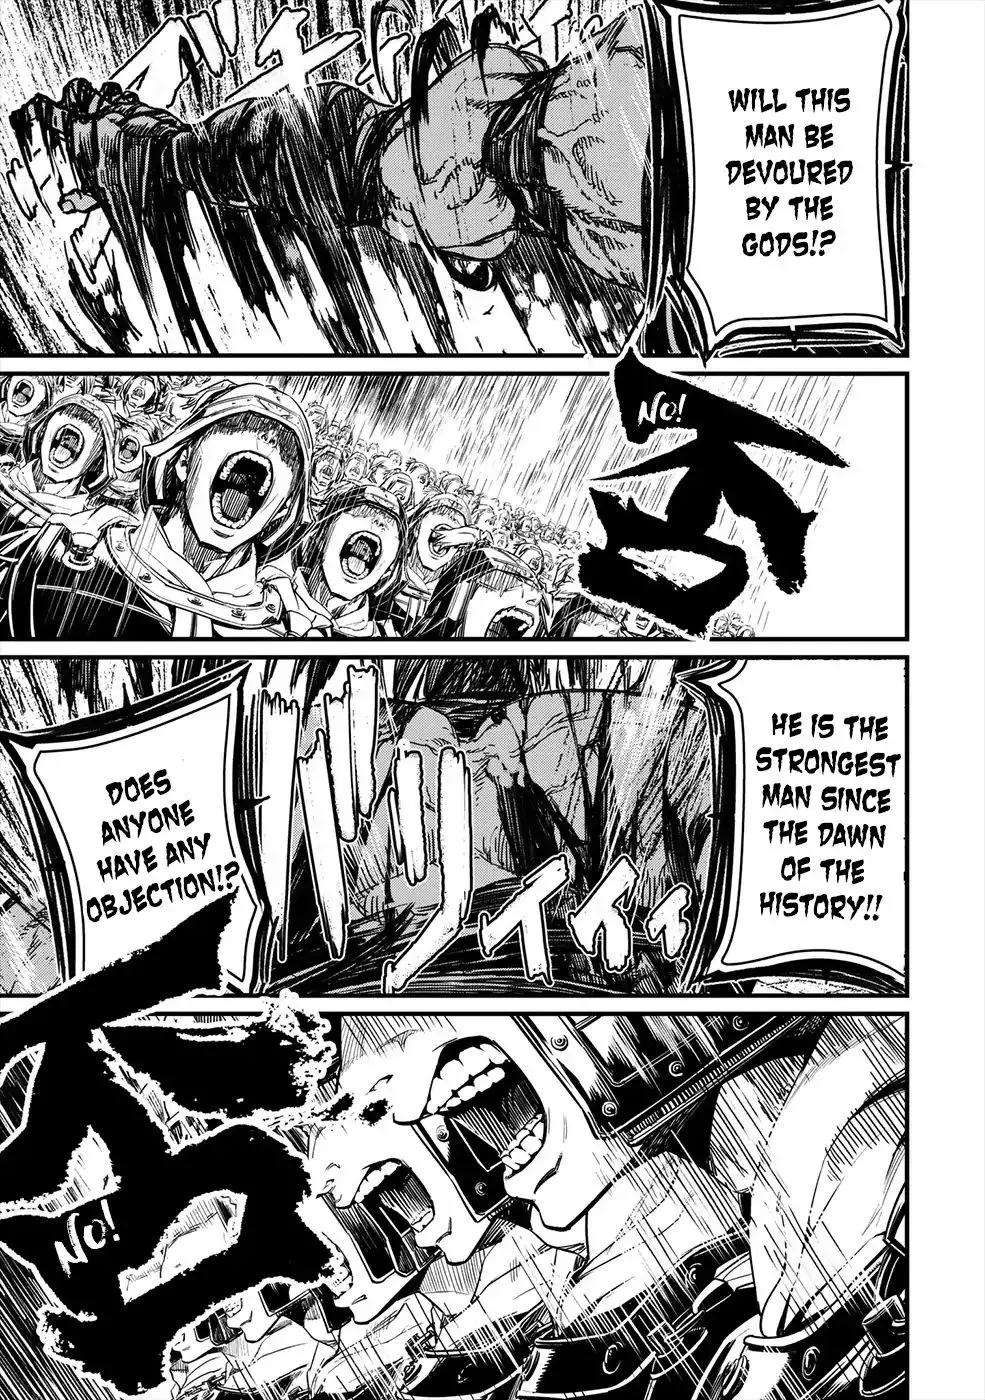 WILL THIS
MAN BE
DEVOURED
BY THE
GODS!?
否
NO!
HE IS THE
STRONGEST
MAN SINCE
THE DAWN
OF THE
HISTORY!!
DOES
ANYONE
HAVE ANY
OBJECTION!?
否
NO!